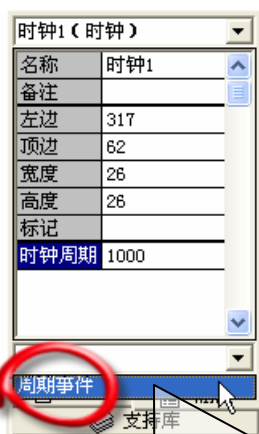 时钟1（时钟）
名称 时钟1
备注
左边 317
顶边 62
宽度 26
高度 26
标记
时钟周期 1000
周期事件
支持库